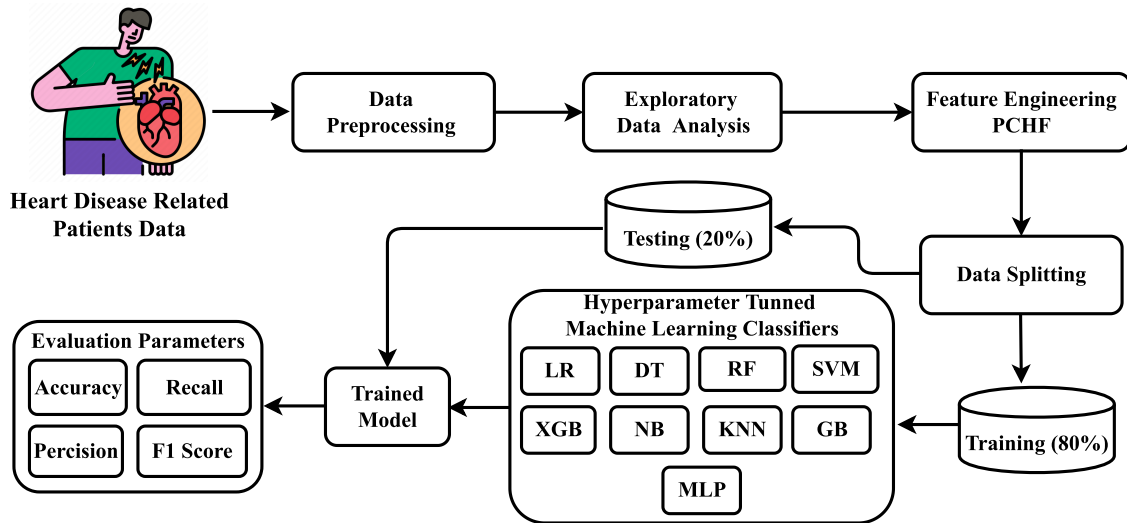 Heart Disease Related
Patients Data
Data
Preprocessing
Exploratory
Data Analysis
Feature Engineering
PCHF
Data Splitting
Testing (20%)
Training (80%)
Hyperparameter Tunned
Machine Learning Classifiers
LR
DT
RF
SVM
XGB
NB
KNN
GB
MLP
Trained
Model
Evaluation Parameters
Accuracy
Recall
Percision
F1 Score